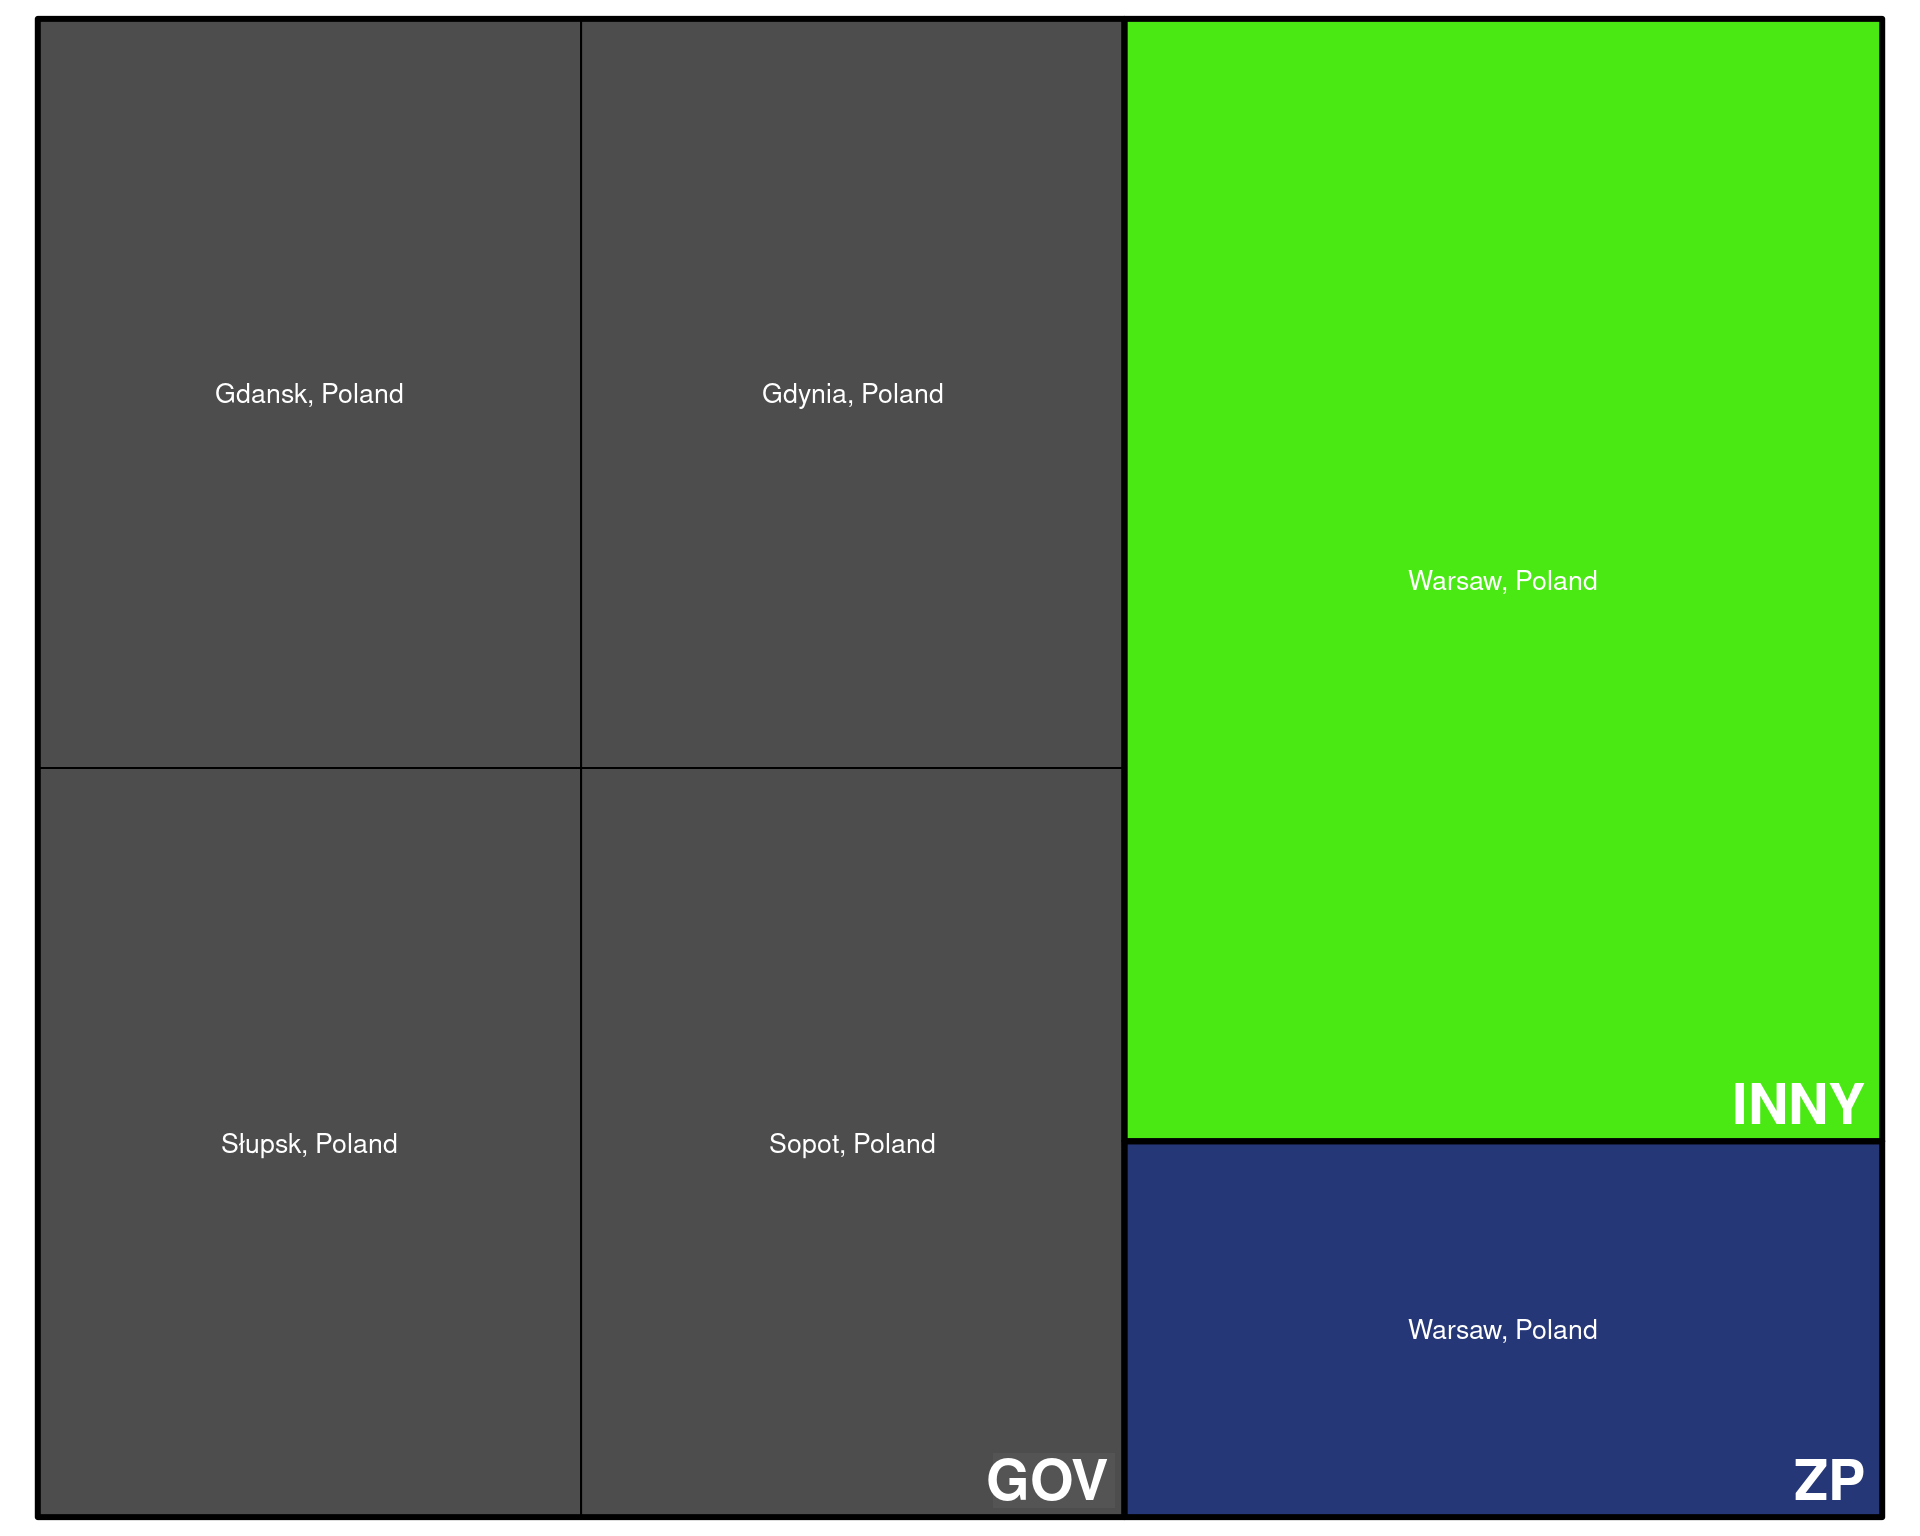 Gdansk, Poland
Gdynia, Poland
Warsaw, Poland
INNY
Słupsk, Poland
Sopot, Poland
GOV
Warsaw, Poland
ZP